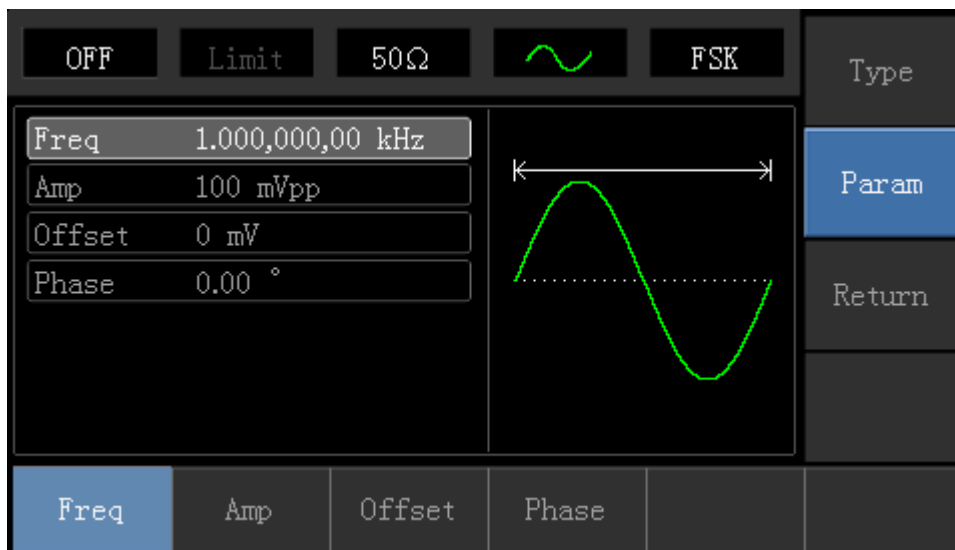 OFF Limit 50Ω FSK
Type
Freq 1.000,000,00 kHz
Amp 100 mVpp
Offset 0 mV
Phase 0.00 °
Param
Return
Freq Amp Offset Phase